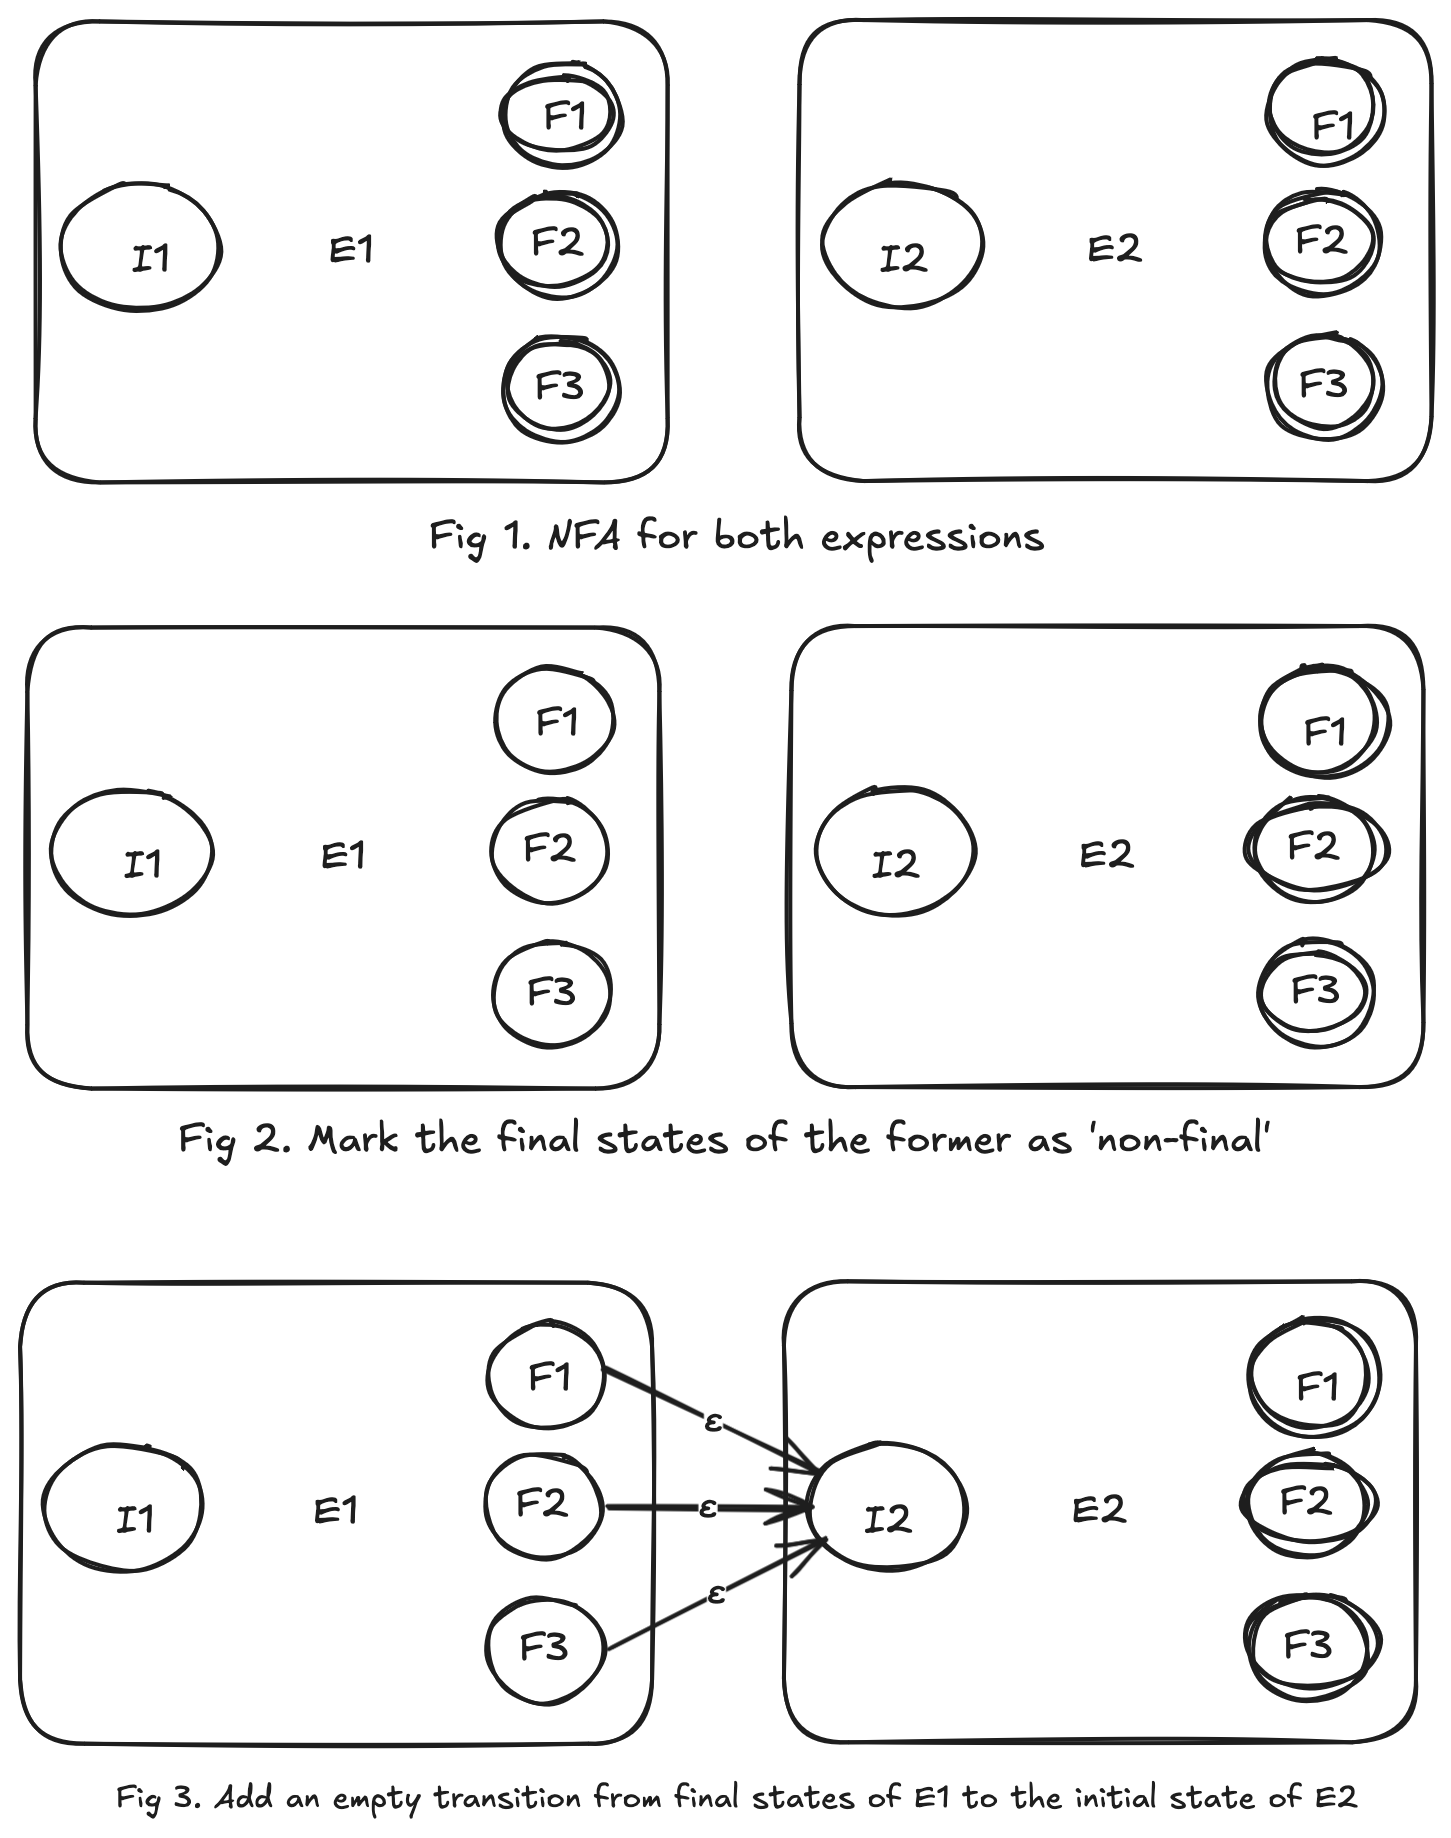 F1
F1
I1
E1
F2
I2
E2
F2
F3
F3
Fig 1. NFA for both expressions
F1
F1
I1
E1
F2
I2
E2
F2
F3
F3
Fig 2. Mark the final states of the former as 'non-final'
F1
F1
ε
I1
E1
F2
ε
I2
E2
F2
ε
F3
F3
Fig 3. Add an empty transition from final states of E1 to the initial state of E2